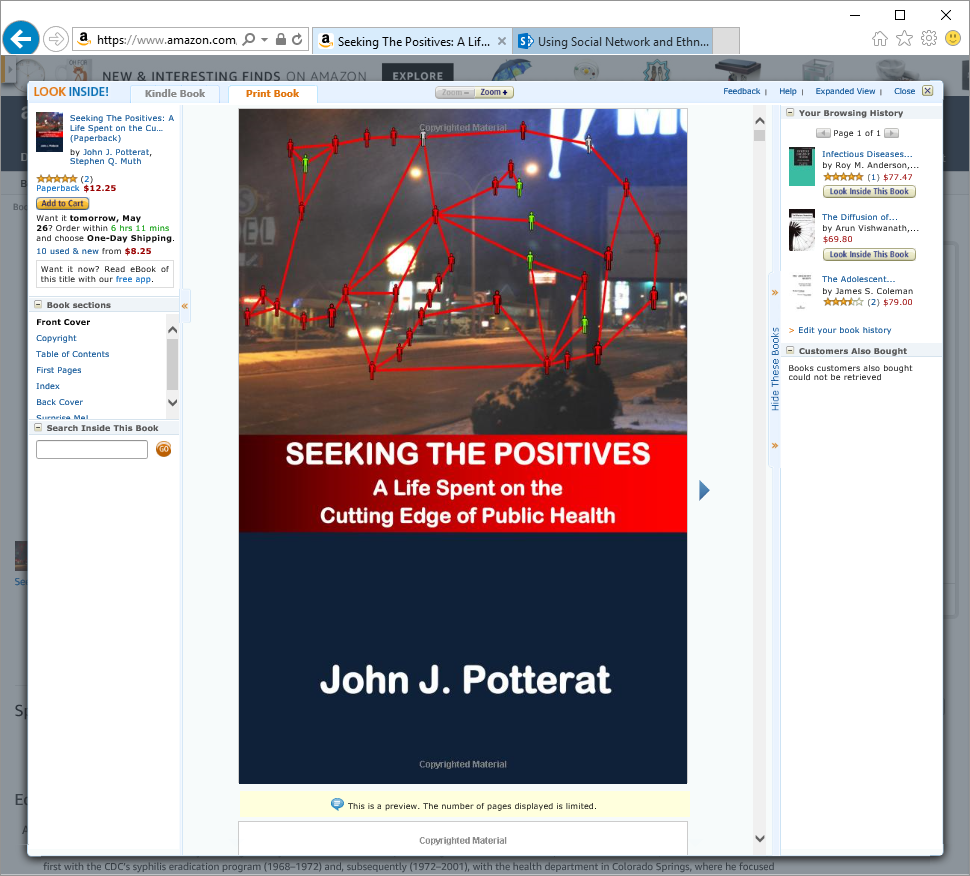 https://www.amazon.com
Seeking The Positives: A Lif...
Using Social Network and Ethn...
NEW & INTERESTING FINDS ON AMAZON
EXPLORE
LOOK INSIDE!
Kindle Book
Print Book
Zoom −
Zoom +
Feedback |
Help |
Expanded View |
Close
Seeking The Positives: A
Life Spent on the Cu...
(Paperback)
by John J. Potterat,
Stephen Q. Muth
(2)
Paperback $12.25
Add to Cart
Want it tomorrow, May
26? Order within 6 hrs 11 mins
and choose One-Day Shipping.
10 used & new from $8.25
Want it now? Read eBook of
this title with our free app.
Book sections
Front Cover
Copyright
Table of Contents
First Pages
Index
Back Cover
Surprise Me!
Search Inside This Book
GO
Copyrighted Material
SEEKING THE POSITIVES
A Life Spent on the
Cutting Edge of Public Health
John J. Potterat
Copyrighted Material
This is a preview. The number of pages displayed is limited.
Copyrighted Material
Hide These Books
Your Browsing History
Page 1 of 1
Infectious Diseases...
by Roy M. Anderson,...
(1) $77.47
Look Inside This Book
The Diffusion of...
by Arun Vishwanath,...
$69.80
Look Inside This Book
The Adolescent...
by James S. Coleman
(2) $79.00
> Edit your book history
Customers Also Bought
Books customers also bought
could not be retrieved
first with the CDC's syphilis eradication program (1968–1972) and, subsequently (1972–2001), with the health department in Colorado Springs, where he focused